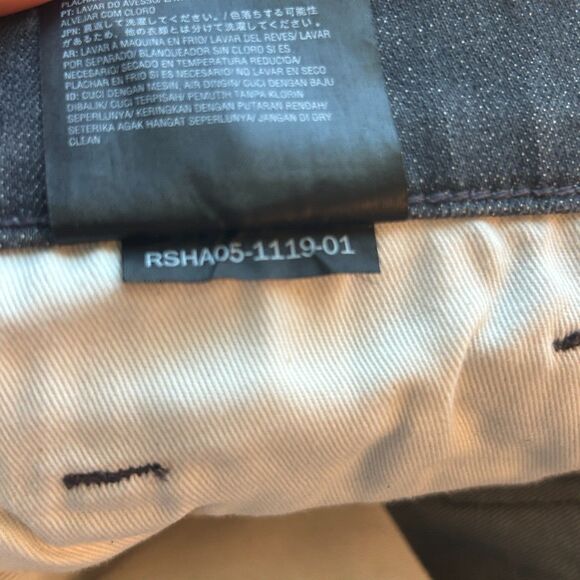 PT: LAVAR DO AVESSO/
ALVEJAR COM CLORO
JPN: 裏返して洗濯してください。/色落ちする可能性
があるため、他の衣類とは分けて洗濯してください。
AR: LAVAR A MAQUINA EN FRIO/ LAVAR DEL REVES/ LAVAR
POR SEPARADO/ BLANQUEADOR SIN CLORO SI ES
NECESARIO/ SECADO EN TEMPERATURA REDUCIDA/
PLACHAR EN FRIO SI ES NECESARIO/ NO LAVAR EN SECO
ID: CUCI DENGAN MESIN, AIR DINGIN/ CUCI DENGAN BAJU
DIBALIK/ CUCI TERPISAH/ PEMUTIH TANPA KLORIN
SEPERLUNYA/ KERINGKAN DENGAN PUTARAN RENDAH/
SETERIKA AGAK HANGAT SEPERLUNYA/ JANGAN DI DRY
CLEAN
RSHA05-1119-01